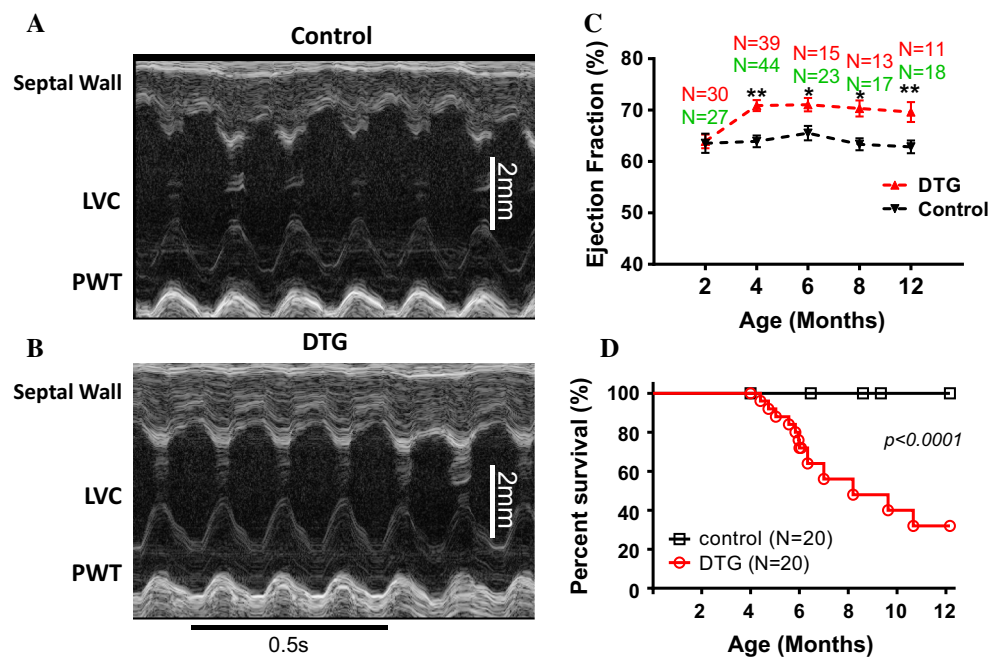 A
Control
Septal Wall
LVC
PWT
2mm
B
DTG
Septal Wall
LVC
PWT
2mm
0.5s
C
Ejection Fraction (%)
80
70
60
50
40
N=30
N=27
N=39
N=44
**
N=15
N=23
*
N=13
N=17
*
N=11
N=18
**
DTG
Control
2 4 6 8 12
Age (Months)
D
Percent survival (%)
100
80
60
40
20
0
p<0.0001
control (N=20)
DTG (N=20)
2 4 6 8 10 12
Age (Months)